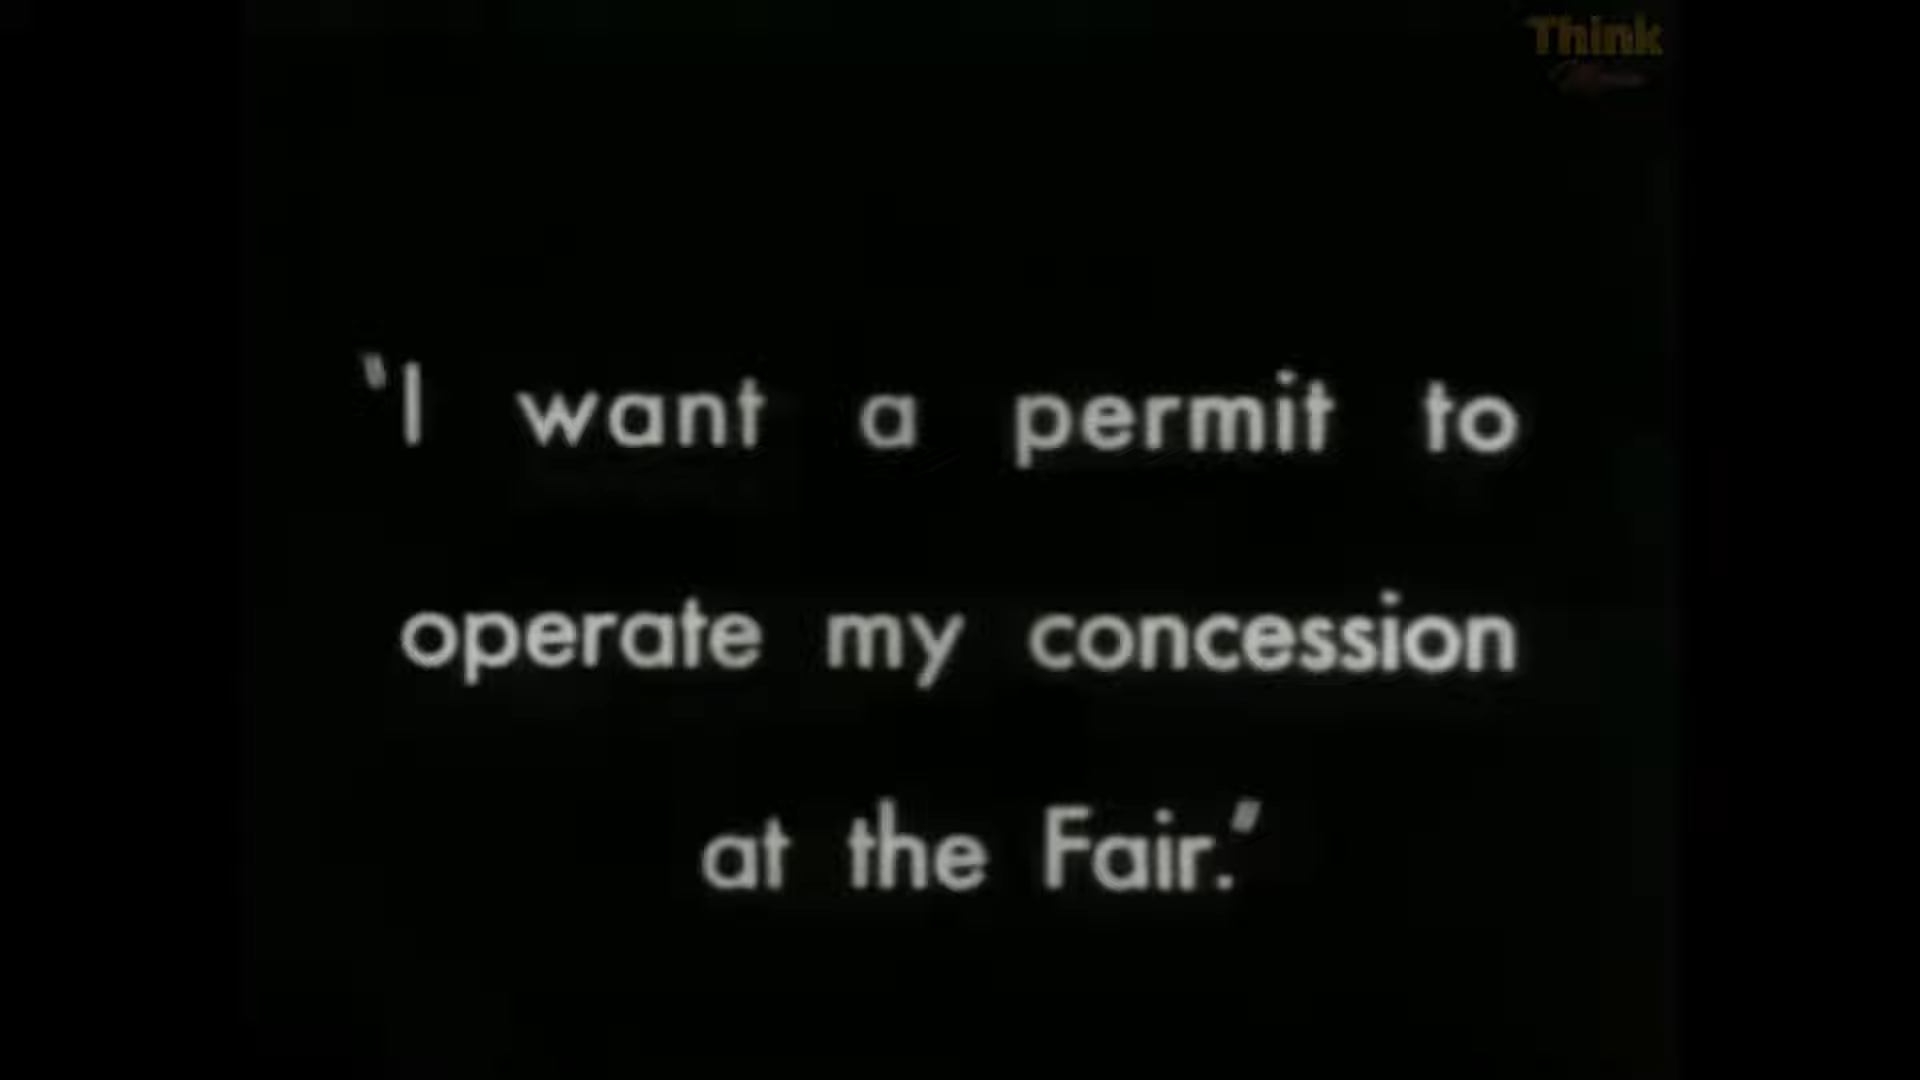 Think
"I want a permit to
operate my concession
at the Fair."